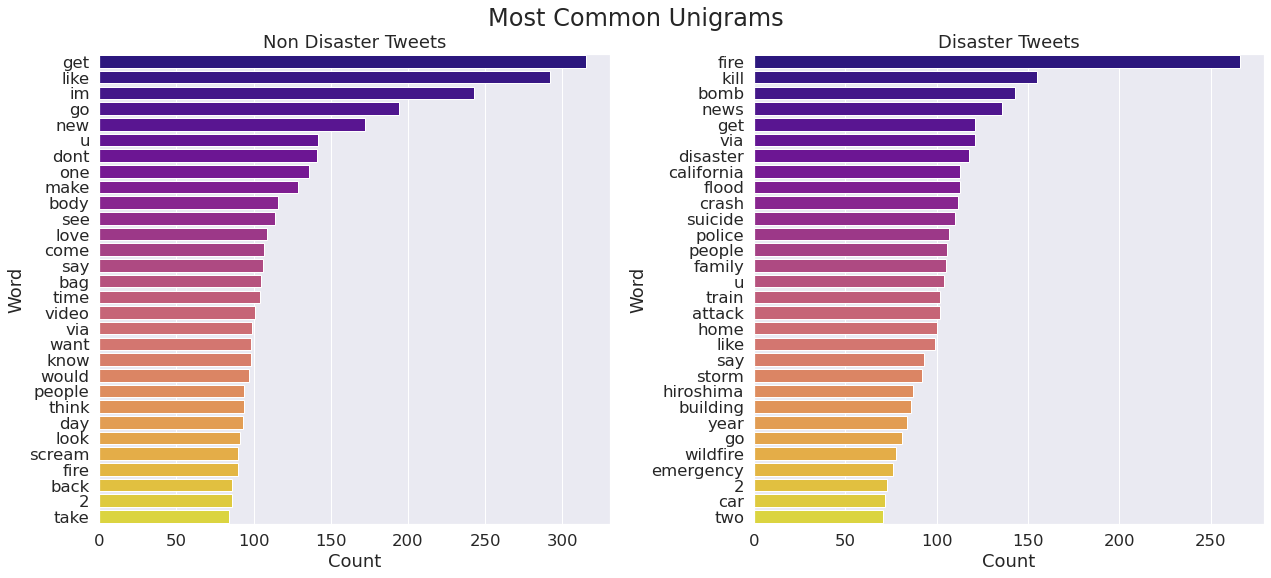 Most Common Unigrams
Non Disaster Tweets
Word
get
like
im
go
new
u
dont
one
make
body
see
love
come
say
bag
time
video
via
want
know
would
people
think
day
look
scream
fire
back
2
take
0 50 100 150 200 250 300
Count
Disaster Tweets
Word
fire
kill
bomb
news
get
via
disaster
california
flood
crash
suicide
police
people
family
u
train
attack
home
like
say
storm
hiroshima
building
year
go
wildfire
emergency
2
car
two
0 50 100 150 200 250
Count